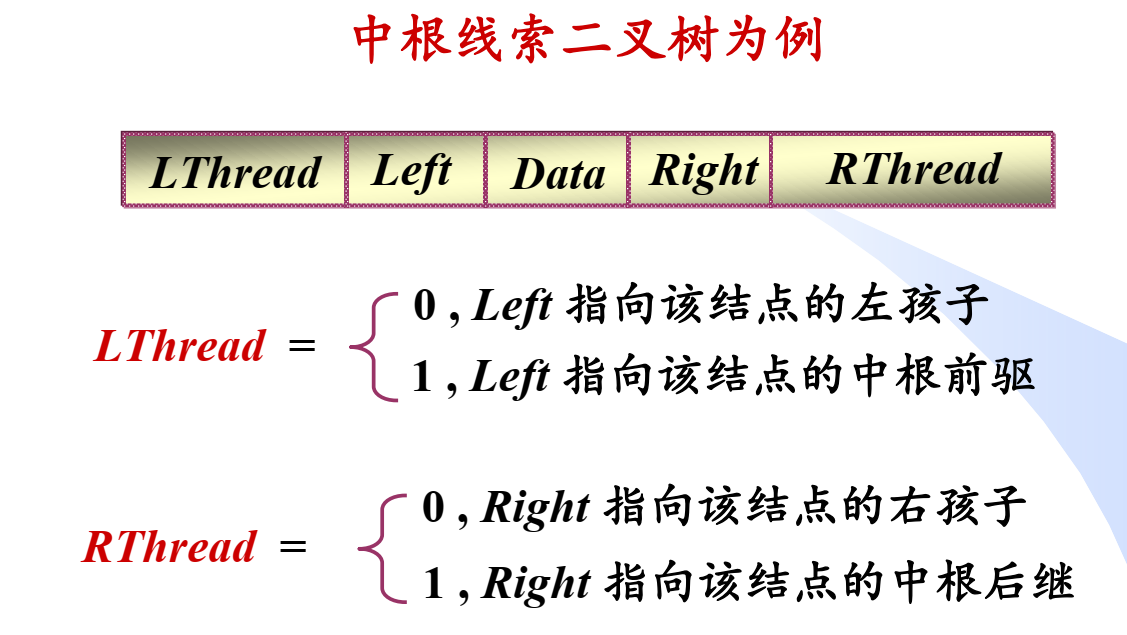 中根线索二叉树为例
LThread Left Data Right RThread
LThread = 0 , Left 指向该结点的左孩子
1 , Left 指向该结点的中根前驱
RThread = 0 , Right 指向该结点的右孩子
1 , Right 指向该结点的中根后继